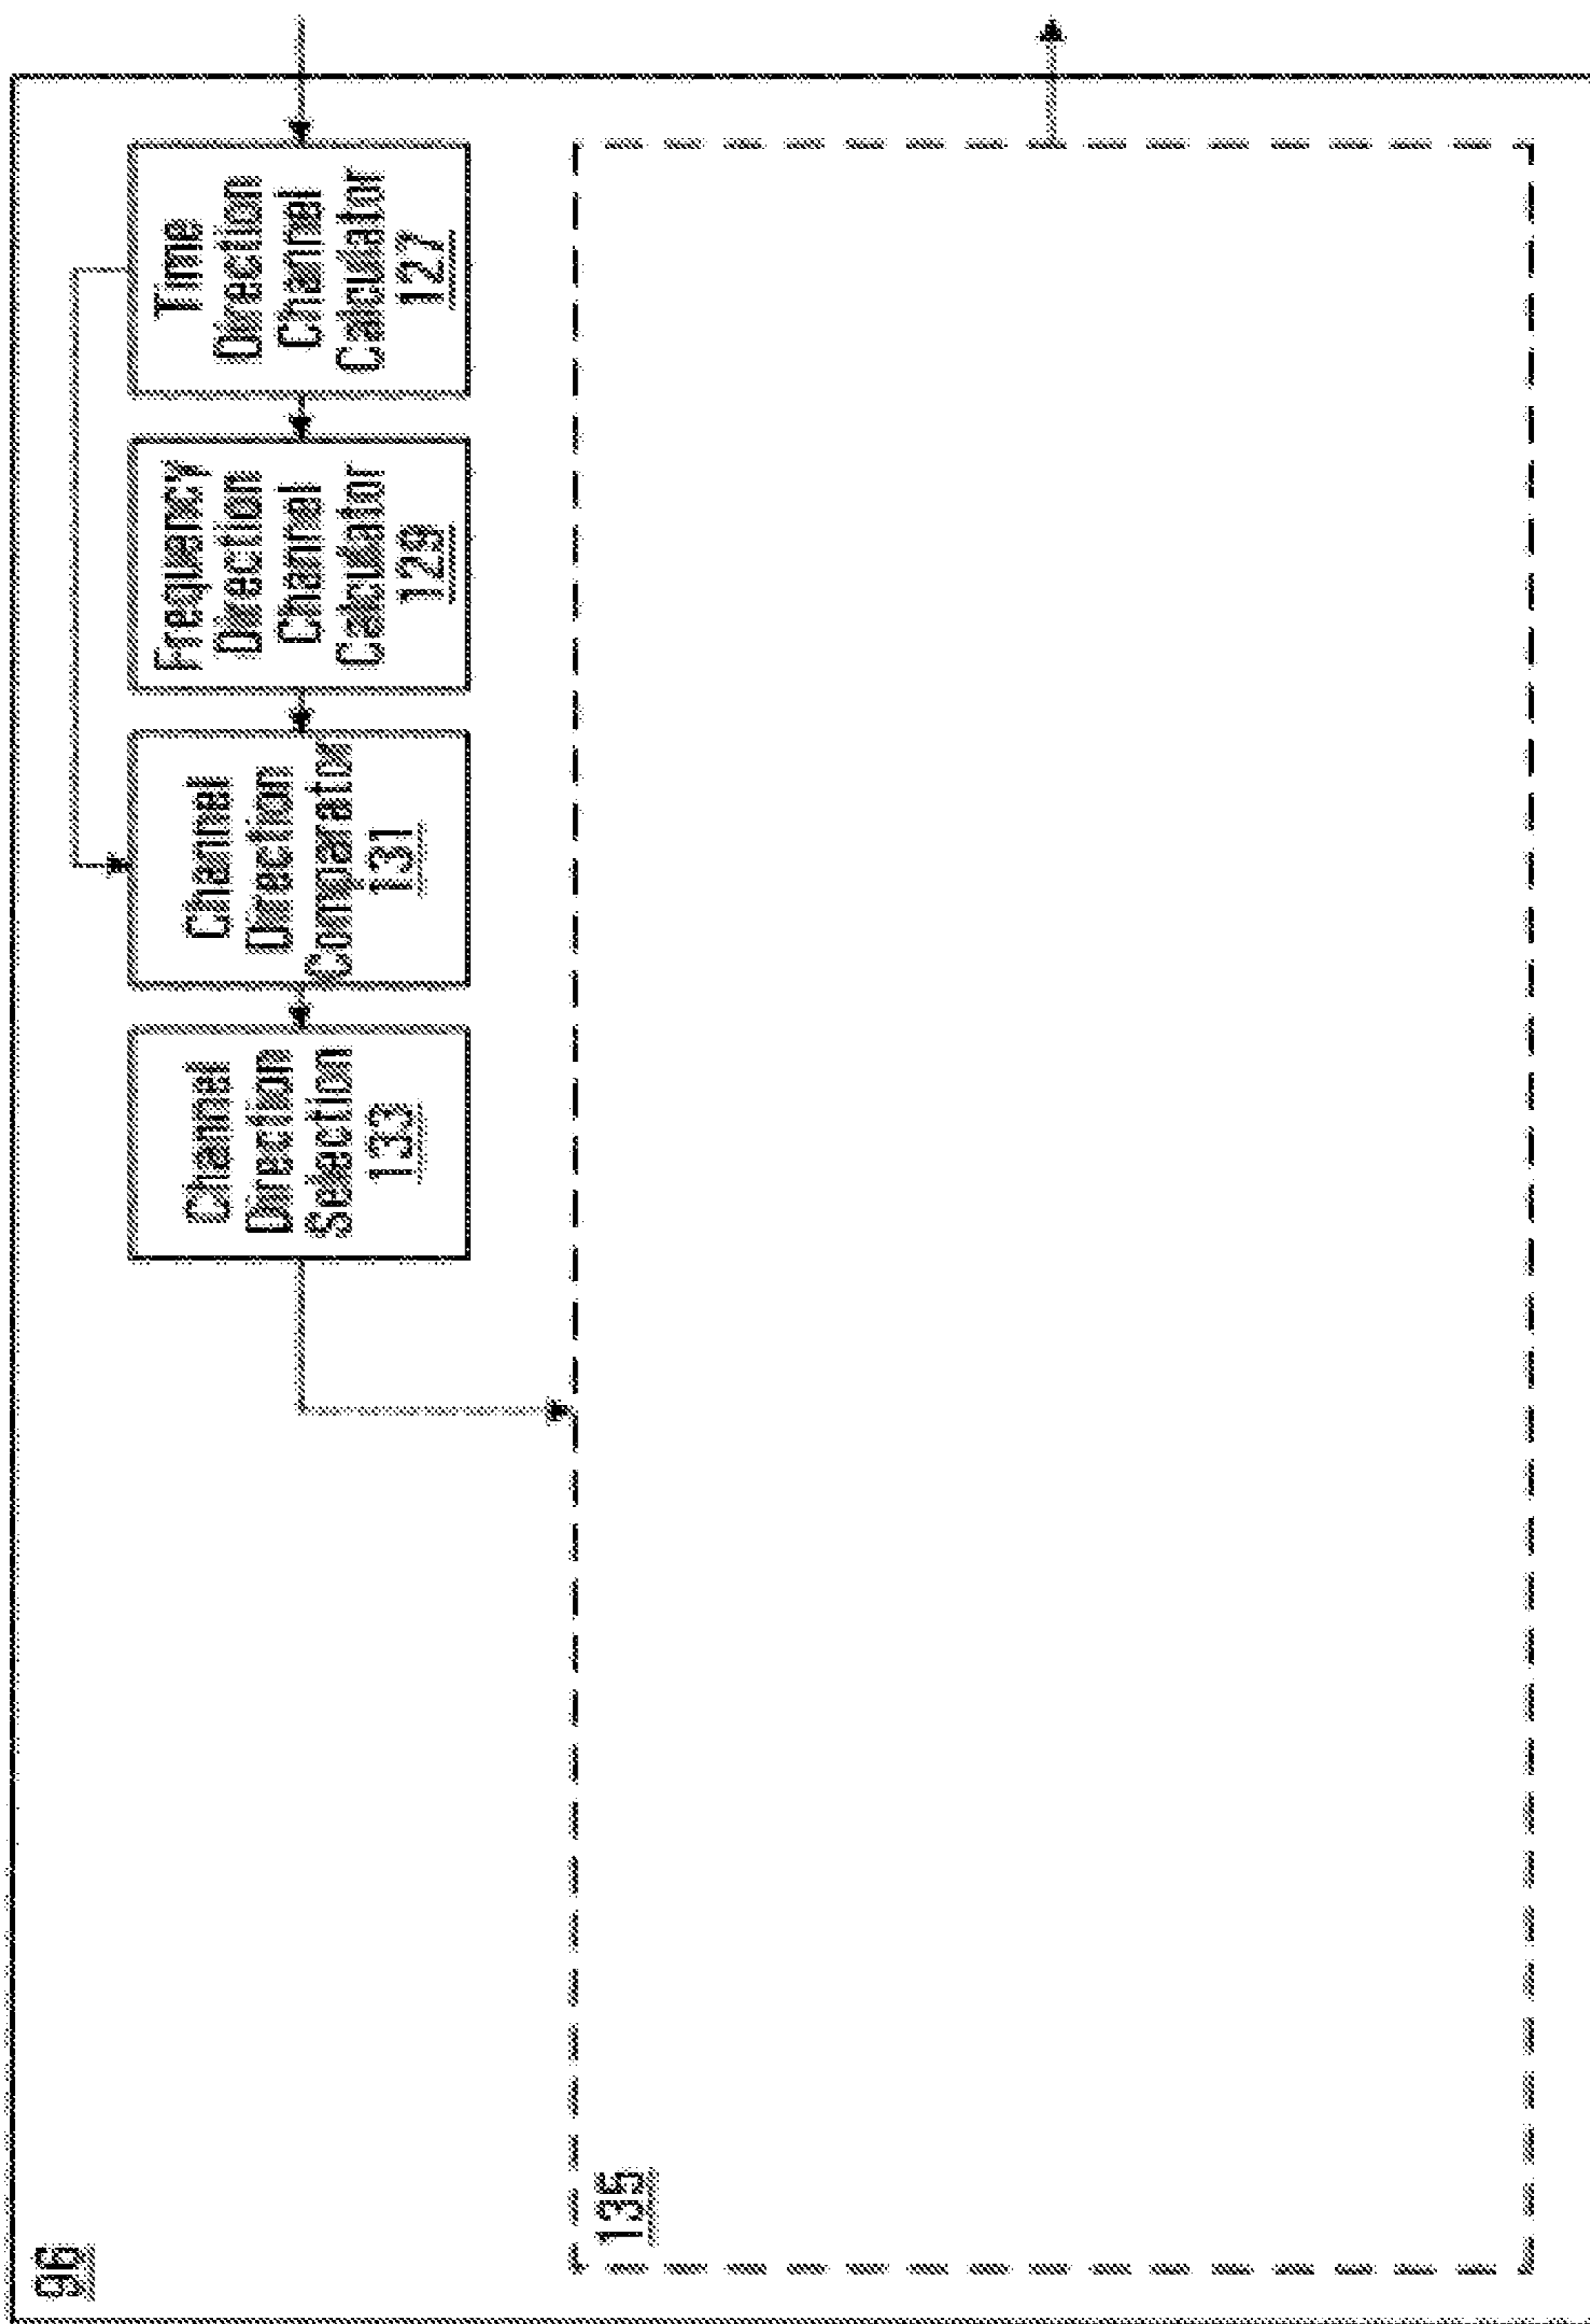 96
Time
Direction
Channel
Calculator
127
Frequency
Direction
Channel
Calculator
129
Channel
Direction
Comparator
131
Channel
Direction
Selection
133
135